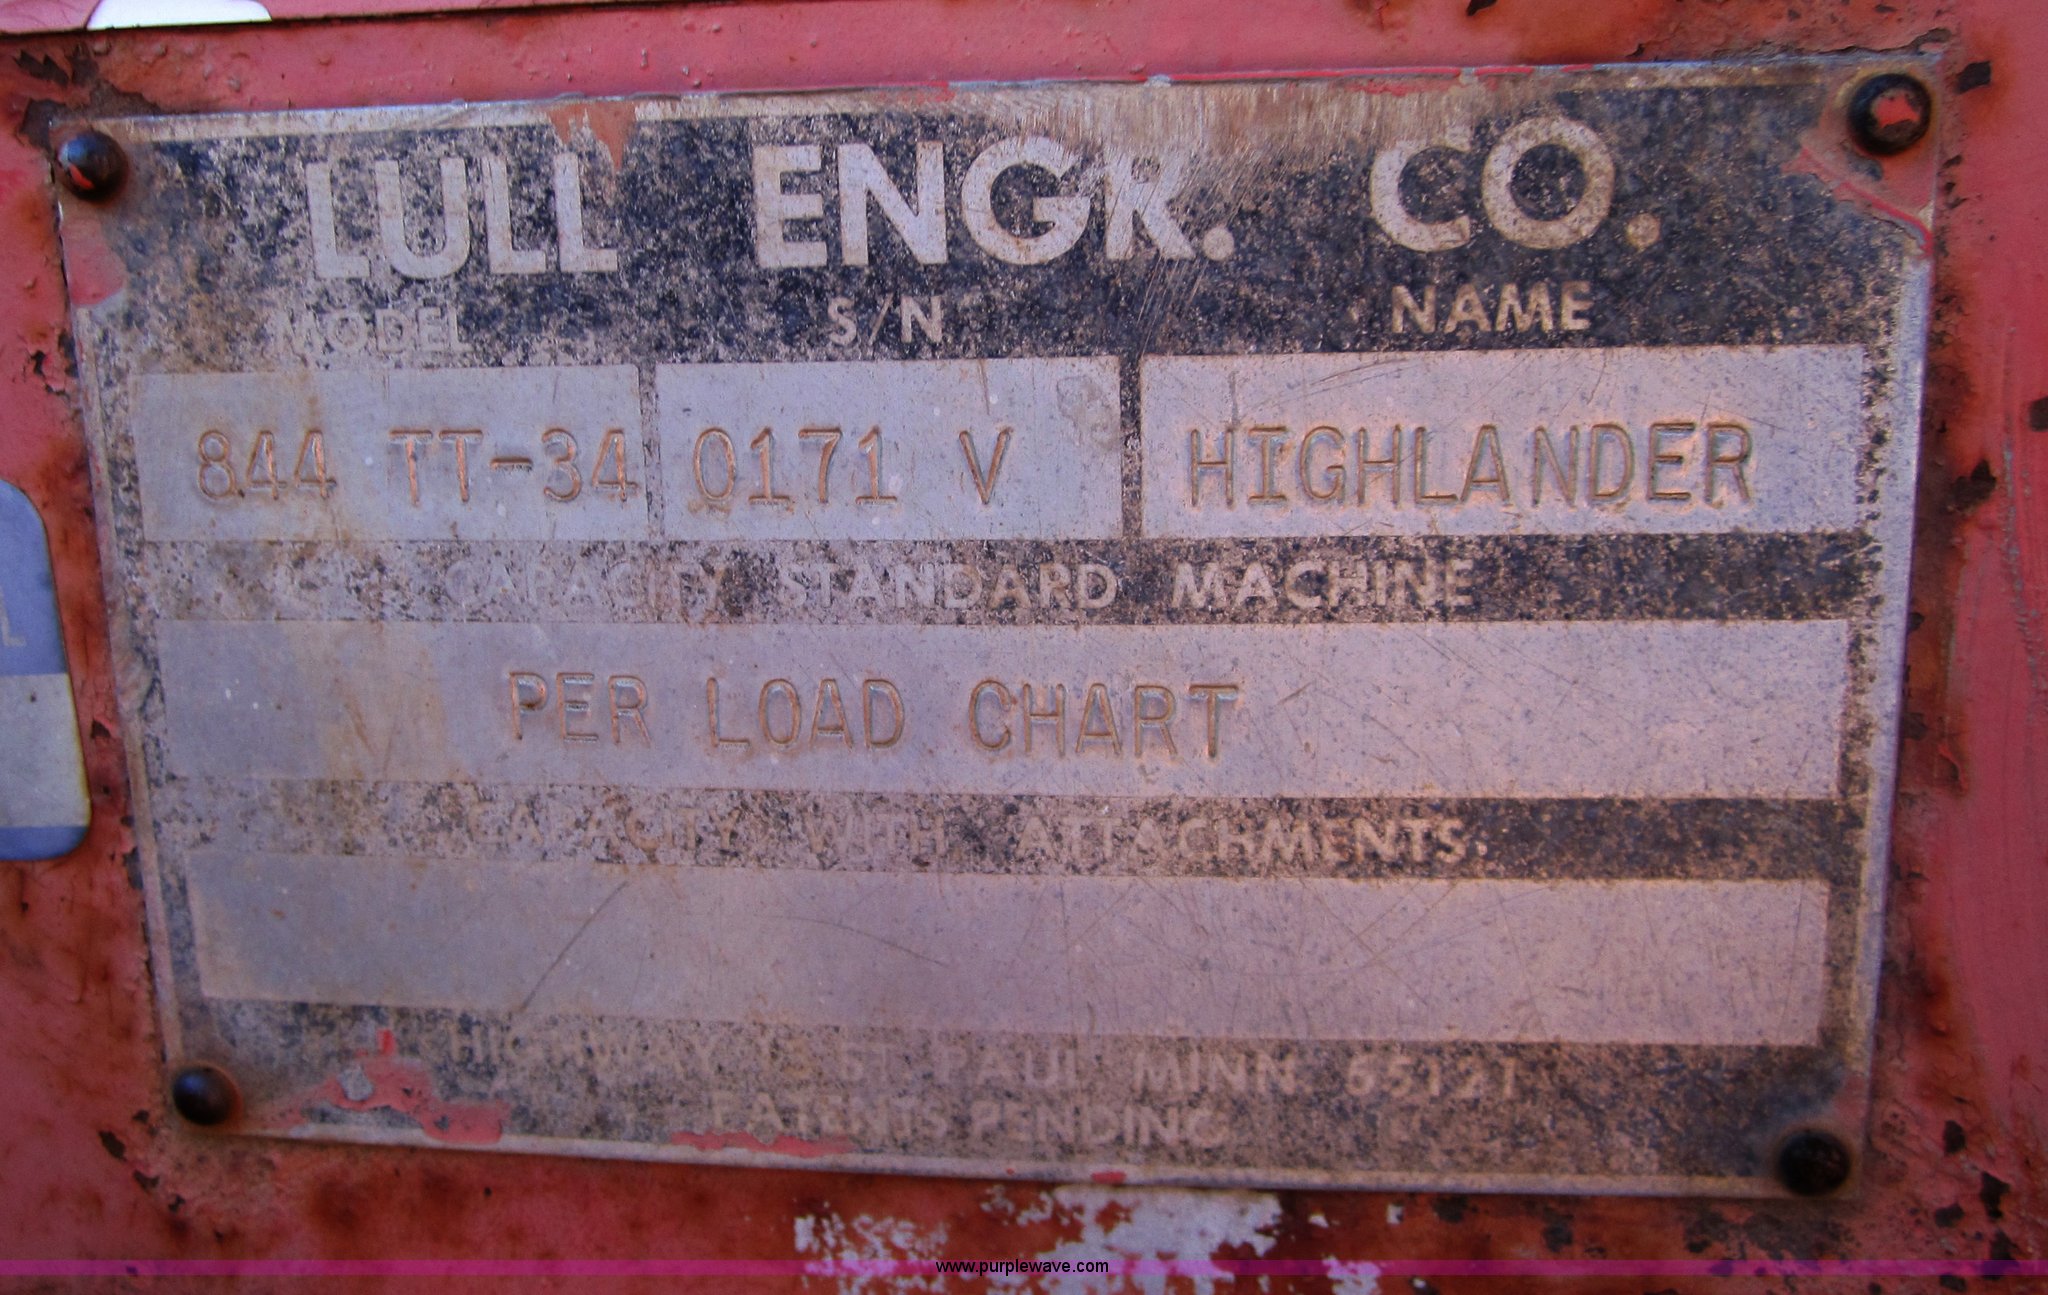 LULL ENGR. CO.
MODEL S/N NAME
844 TT-34 0171 V HIGHLANDER
CAPACITY STANDARD MACHINE
PER LOAD CHART
CAPACITY WITH ATTACHMENTS
HIGHWAY ST PAUL MINN 55121
PATENTS PENDING
L
www.purplewave.com